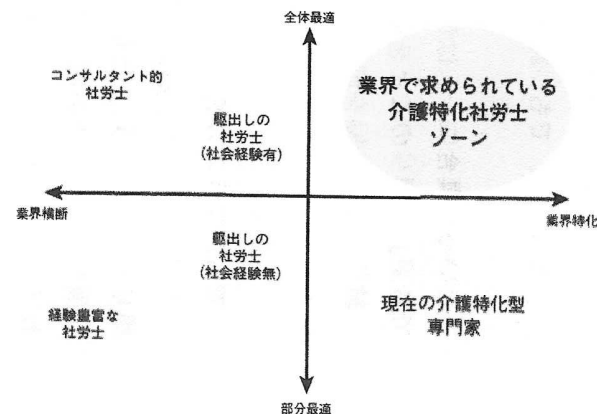 全体最適
コンサルタント的
社労士
業界で求められている
介護特化社労士
ゾーン
駆出しの
社労士
(社会経験有)
業界横断
業界特化
駆出しの
社労士
(社会経験無)
経験豊富な
社労士
現在の介護特化型
専門家
部分最適